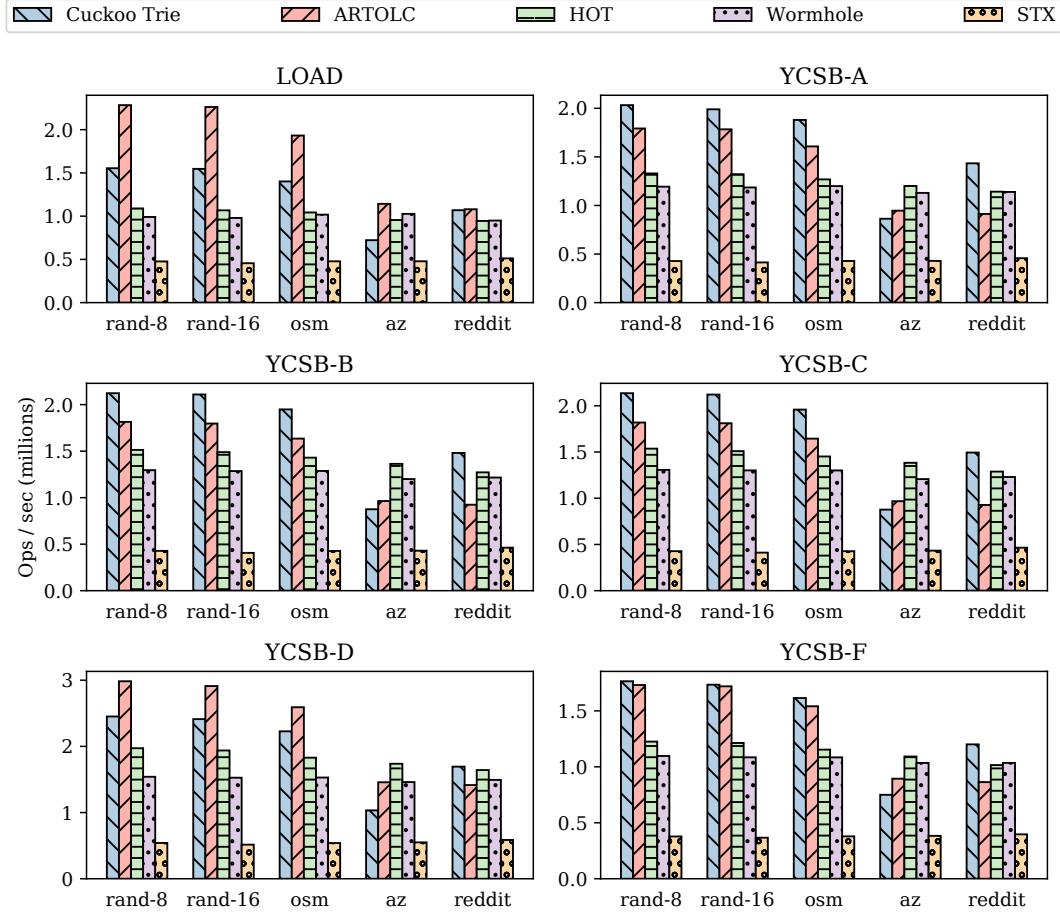 Cuckoo Trie ARTOLC HOT Wormhole STX
LOAD
2.0
1.5
1.0
0.5
0.0
rand-8 rand-16 osm az reddit
YCSB-A
2.0
1.5
1.0
0.5
0.0
rand-8 rand-16 osm az reddit
Ops / sec (millions)
YCSB-B
2.0
1.5
1.0
0.5
0.0
rand-8 rand-16 osm az reddit
YCSB-C
2.0
1.5
1.0
0.5
0.0
rand-8 rand-16 osm az reddit
YCSB-D
3
2
1
0
rand-8 rand-16 osm az reddit
YCSB-F
1.5
1.0
0.5
0.0
rand-8 rand-16 osm az reddit